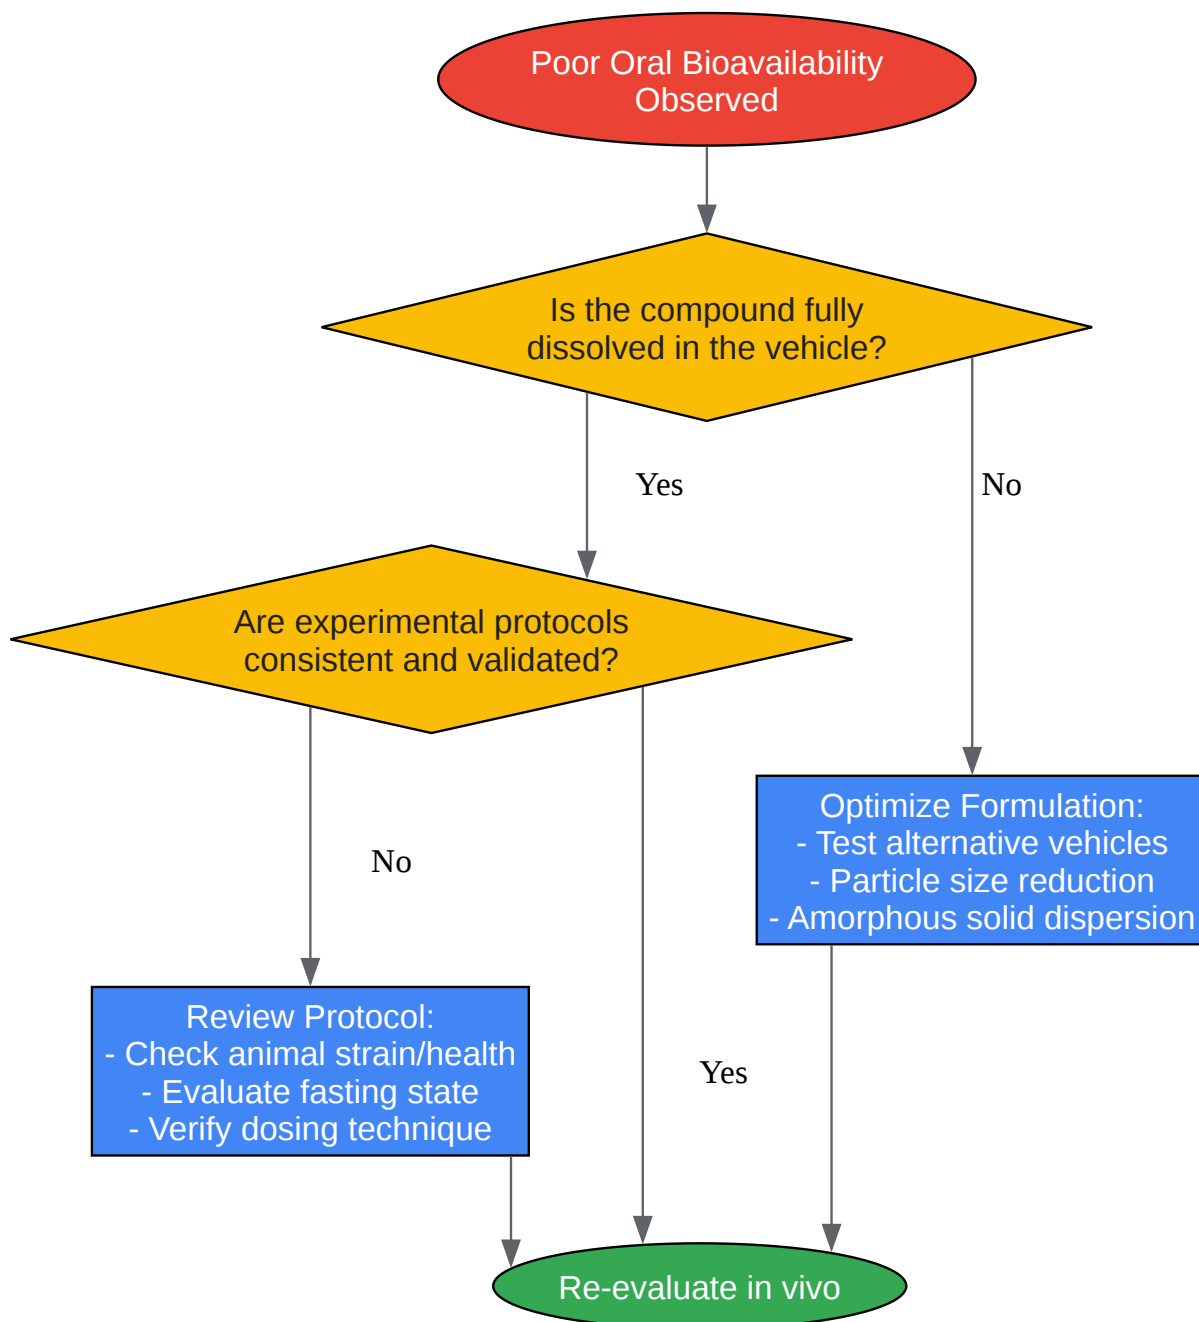 Poor Oral Bioavailability
Observed
Is the compound fully
dissolved in the vehicle?
Yes
No
Are experimental protocols
consistent and validated?
Optimize Formulation:
- Test alternative vehicles
- Particle size reduction
- Amorphous solid dispersion
No
Review Protocol:
- Check animal strain/health
- Evaluate fasting state
- Verify dosing technique
Yes
Re-evaluate in vivo